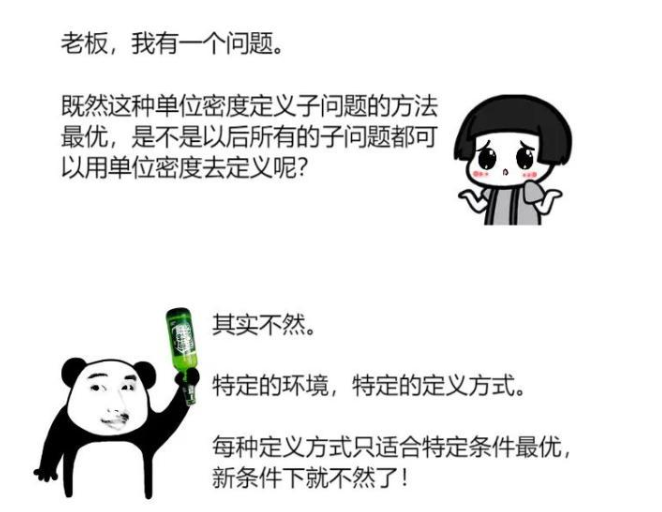 老板，我有一个问题。
既然这种单位密度定义子问题的方法
最优，是不是以后所有的子问题都可
以用单位密度去定义呢？
其实不然。
特定的环境，特定的定义方式。
每种定义方式只适合特定条件最优，
新条件下就不然了！